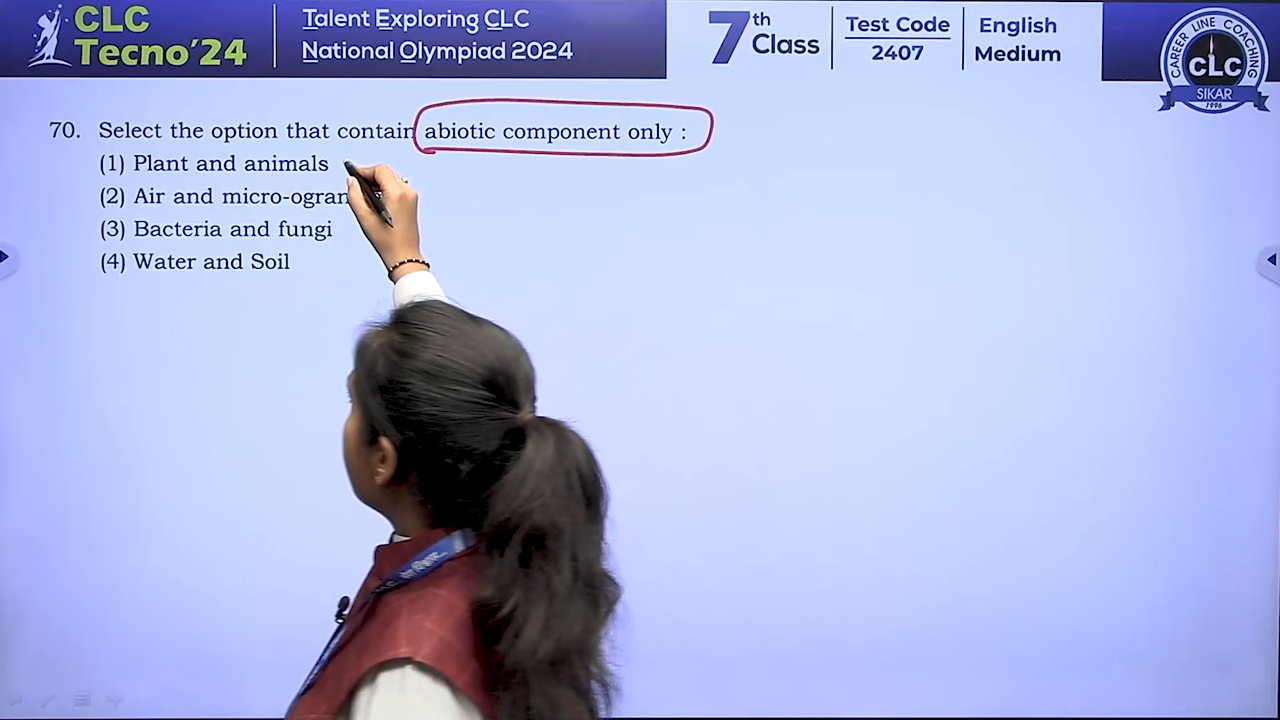 CLC
Tecno'24
Talent Exploring CLC
National Olympiad 2024
7th
Class
Test Code
2407
English
Medium
CAREER LINE COACHING
CLC
SIKAR
1996
70. Select the option that contain abiotic component only :
(1) Plant and animals
(2) Air and micro-ogran
(3) Bacteria and fungi
(4) Water and Soil